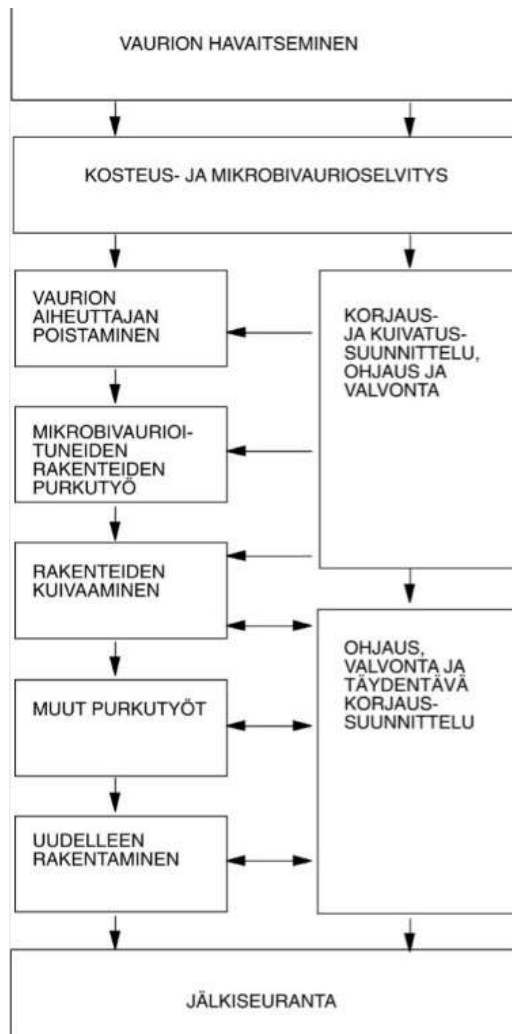 VAURION HAVAITSEMINEN
KOSTEUS- JA MIKROBIVAURIOSELVITYS
VAURION
AIHEUTTAJAN
POISTAMINEN
KORJAUS-
JA KUIVATUS-
SUUNNITTELU,
OHJAUS JA
VALVONTA
MIKROBIVAURIOI-
TUNEIDEN
RAKENTEIDEN
PURKUTYÖ
RAKENTEIDEN
KUIVAAMINEN
OHJAUS,
VALVONTA JA
TÄYDENTÄVÄ
KORJAUS-
SUUNNITTELU
MUUT PURKUTYÖT
UUDELLEEN
RAKENTAMINEN
JÄLKISEURANTA